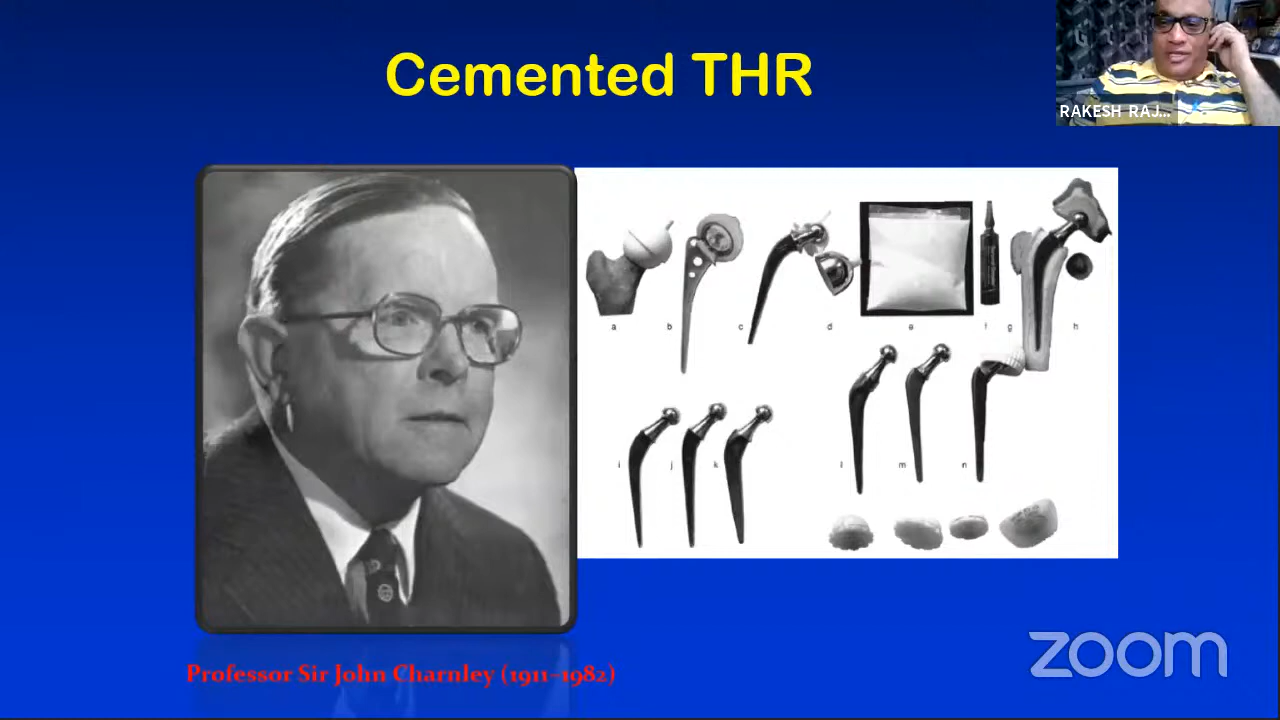 Cemented THR
RAKESH RAJ...
a b c d e f g h
i j k l m n
Professor Sir John Charnley (1911-1982)
zoom